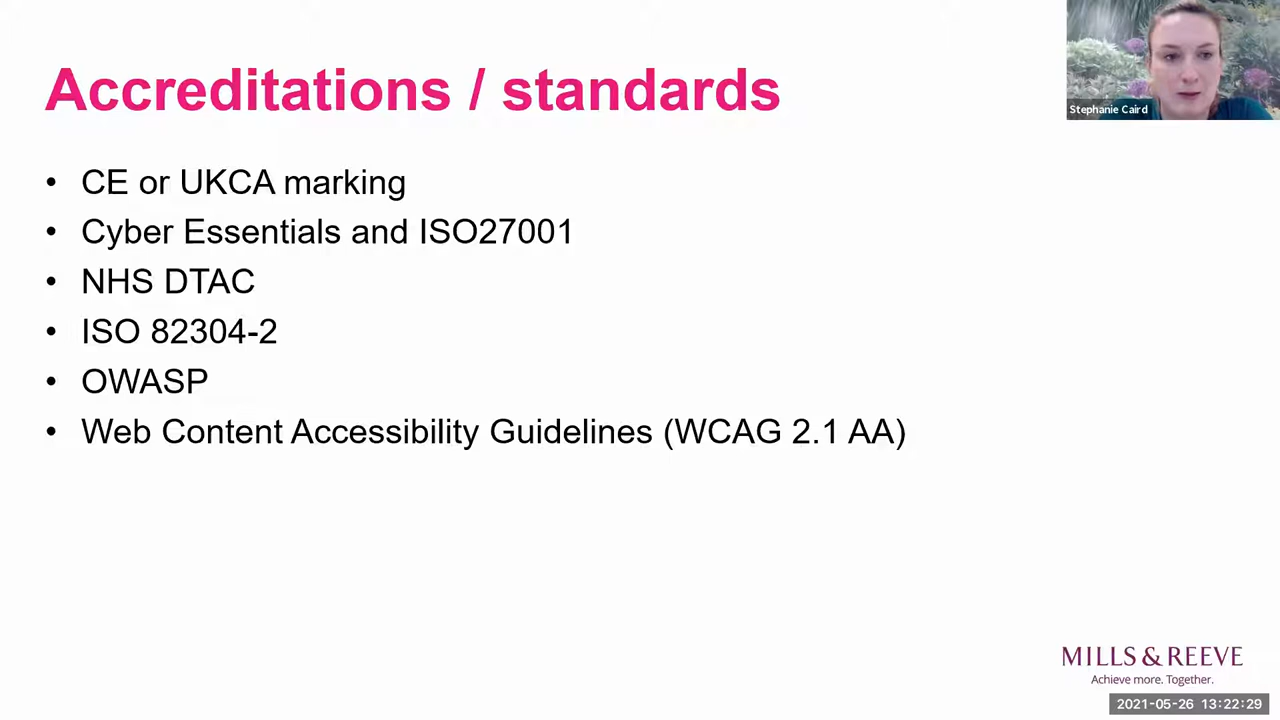 Accreditations / standards
Stephanie Caird
• CE or UKCA marking
• Cyber Essentials and ISO27001
• NHS DTAC
• ISO 82304-2
• OWASP
• Web Content Accessibility Guidelines (WCAG 2.1 AA)
MILLS & REEVE
Achieve more. Together.
2021-05-26 13:22:29